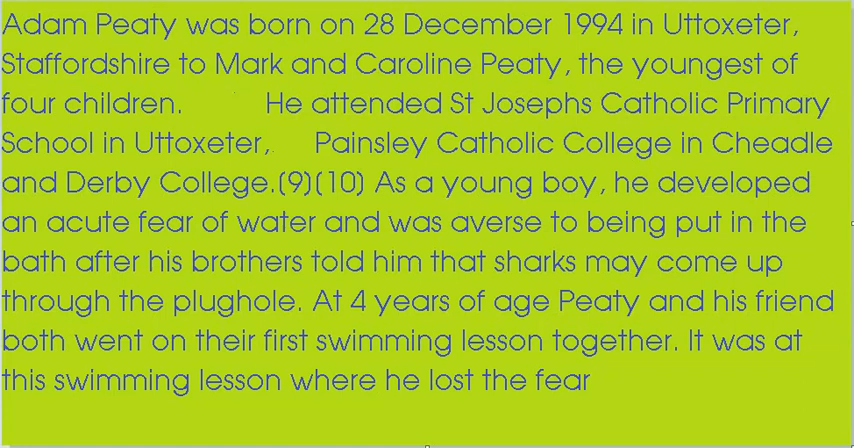 Adam Peaty was born on 28 December 1994 in Uttoxeter,
Staffordshire to Mark and Caroline Peaty, the youngest of
four children. He attended St Josephs Catholic Primary
School in Uttoxeter, Painsley Catholic College in Cheadle
and Derby College.(9)(10) As a young boy, he developed
an acute fear of water and was averse to being put in the
bath after his brothers told him that sharks may come up
through the plughole. At 4 years of age Peaty and his friend
both went on their first swimming lesson together. It was at
this swimming lesson where he lost the fear